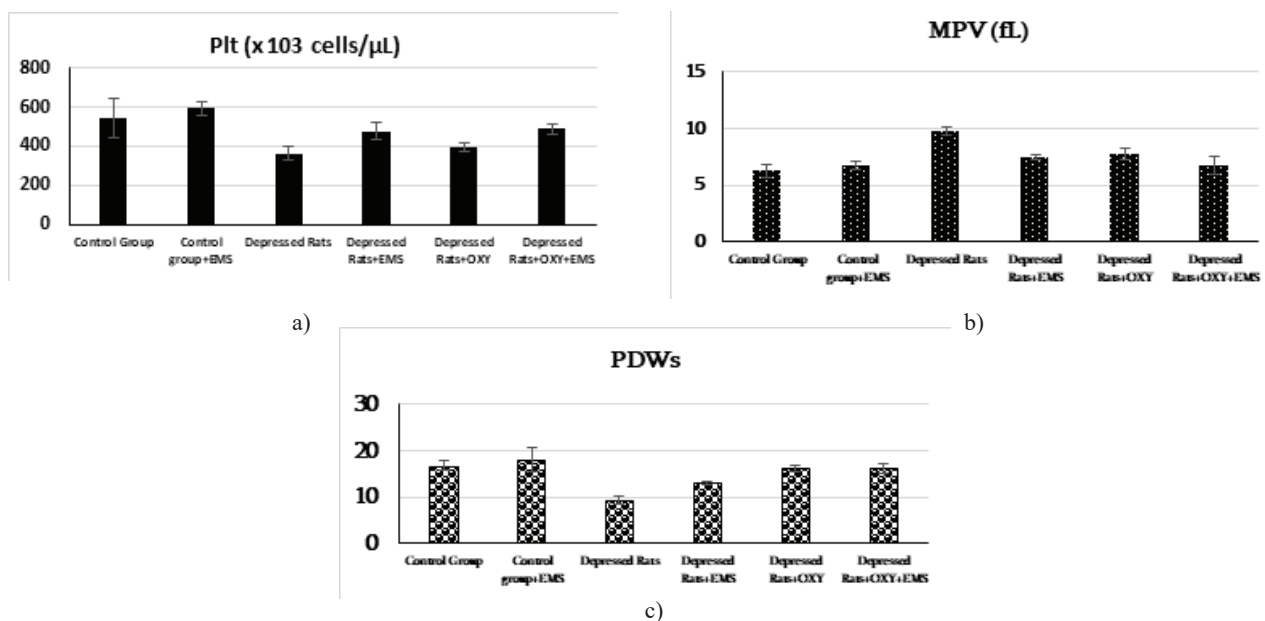 Plt (x 103 cells/µL)
800
600
400
200
0
Control Group
Control
group+EMS
Depressed Rats
Depressed
Rats+EMS
Depressed
Rats+OXY
Depressed
Rats+OXY+EMS
a)
MPV (fL)
15
10
5
0
Control Group
Control
group+EMS
Depressed Rats
Depressed
Rats+EMS
Depressed
Rats+OXY
Depressed
Rats+OXY+EMS
b)
PDWs
30
20
10
0
Control Group
Control
group+EMS
Depressed Rats
Depressed
Rats+EMS
Depressed
Rats+OXY
Depressed
Rats+OXY+EMS
c)